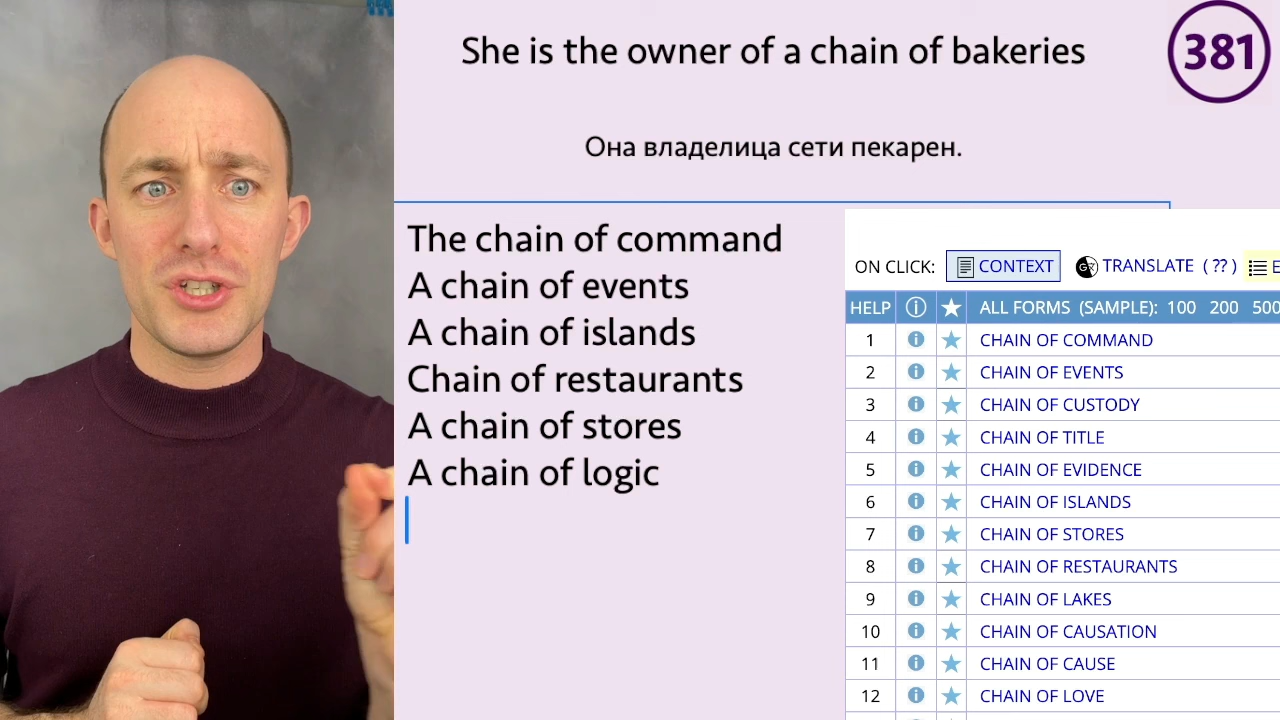 She is the owner of a chain of bakeries
381
Она владелица сети пекарен.
The chain of command
A chain of events
A chain of islands
Chain of restaurants
A chain of stores
A chain of logic
ON CLICK: CONTEXT TRANSLATE ( ?? ) E
HELP ALL FORMS (SAMPLE): 100 200 500
1 CHAIN OF COMMAND
2 CHAIN OF EVENTS
3 CHAIN OF CUSTODY
4 CHAIN OF TITLE
5 CHAIN OF EVIDENCE
6 CHAIN OF ISLANDS
7 CHAIN OF STORES
8 CHAIN OF RESTAURANTS
9 CHAIN OF LAKES
10 CHAIN OF CAUSATION
11 CHAIN OF CAUSE
12 CHAIN OF LOVE